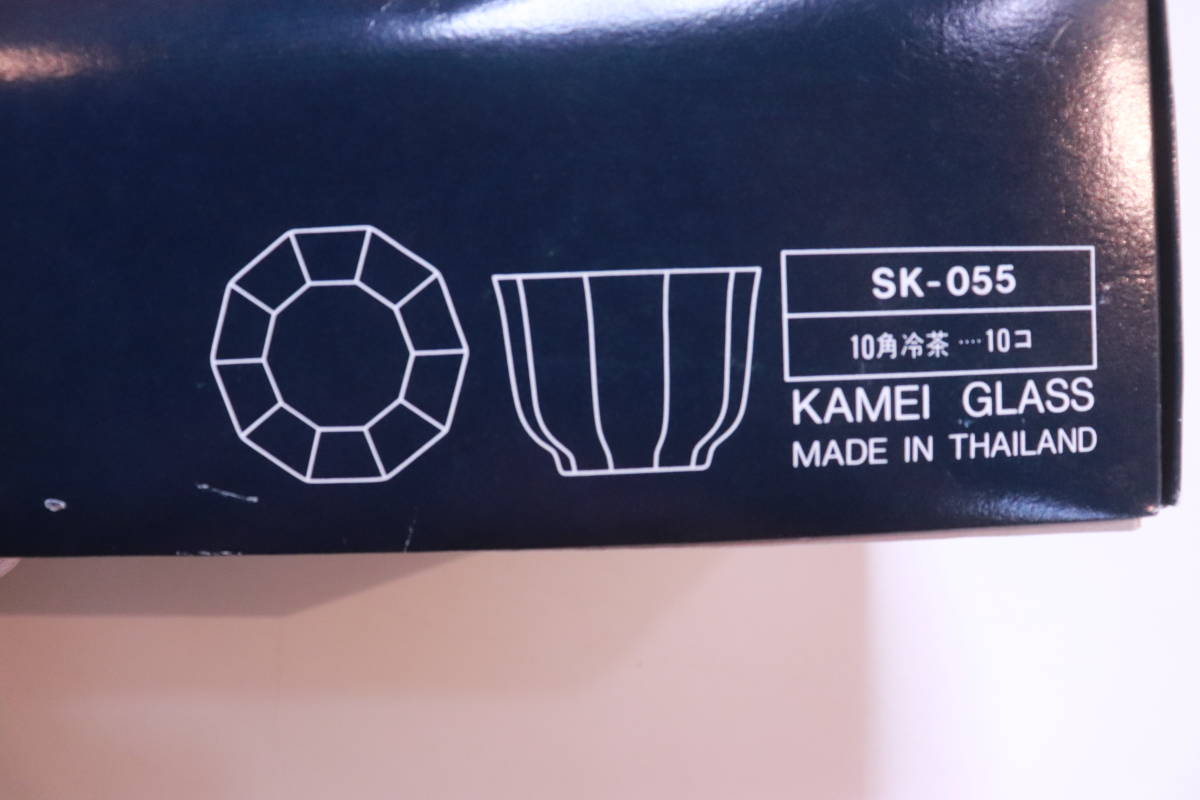 SK-055
10角冷茶‥‥10コ
KAMEI GLASS
MADE IN THAILAND